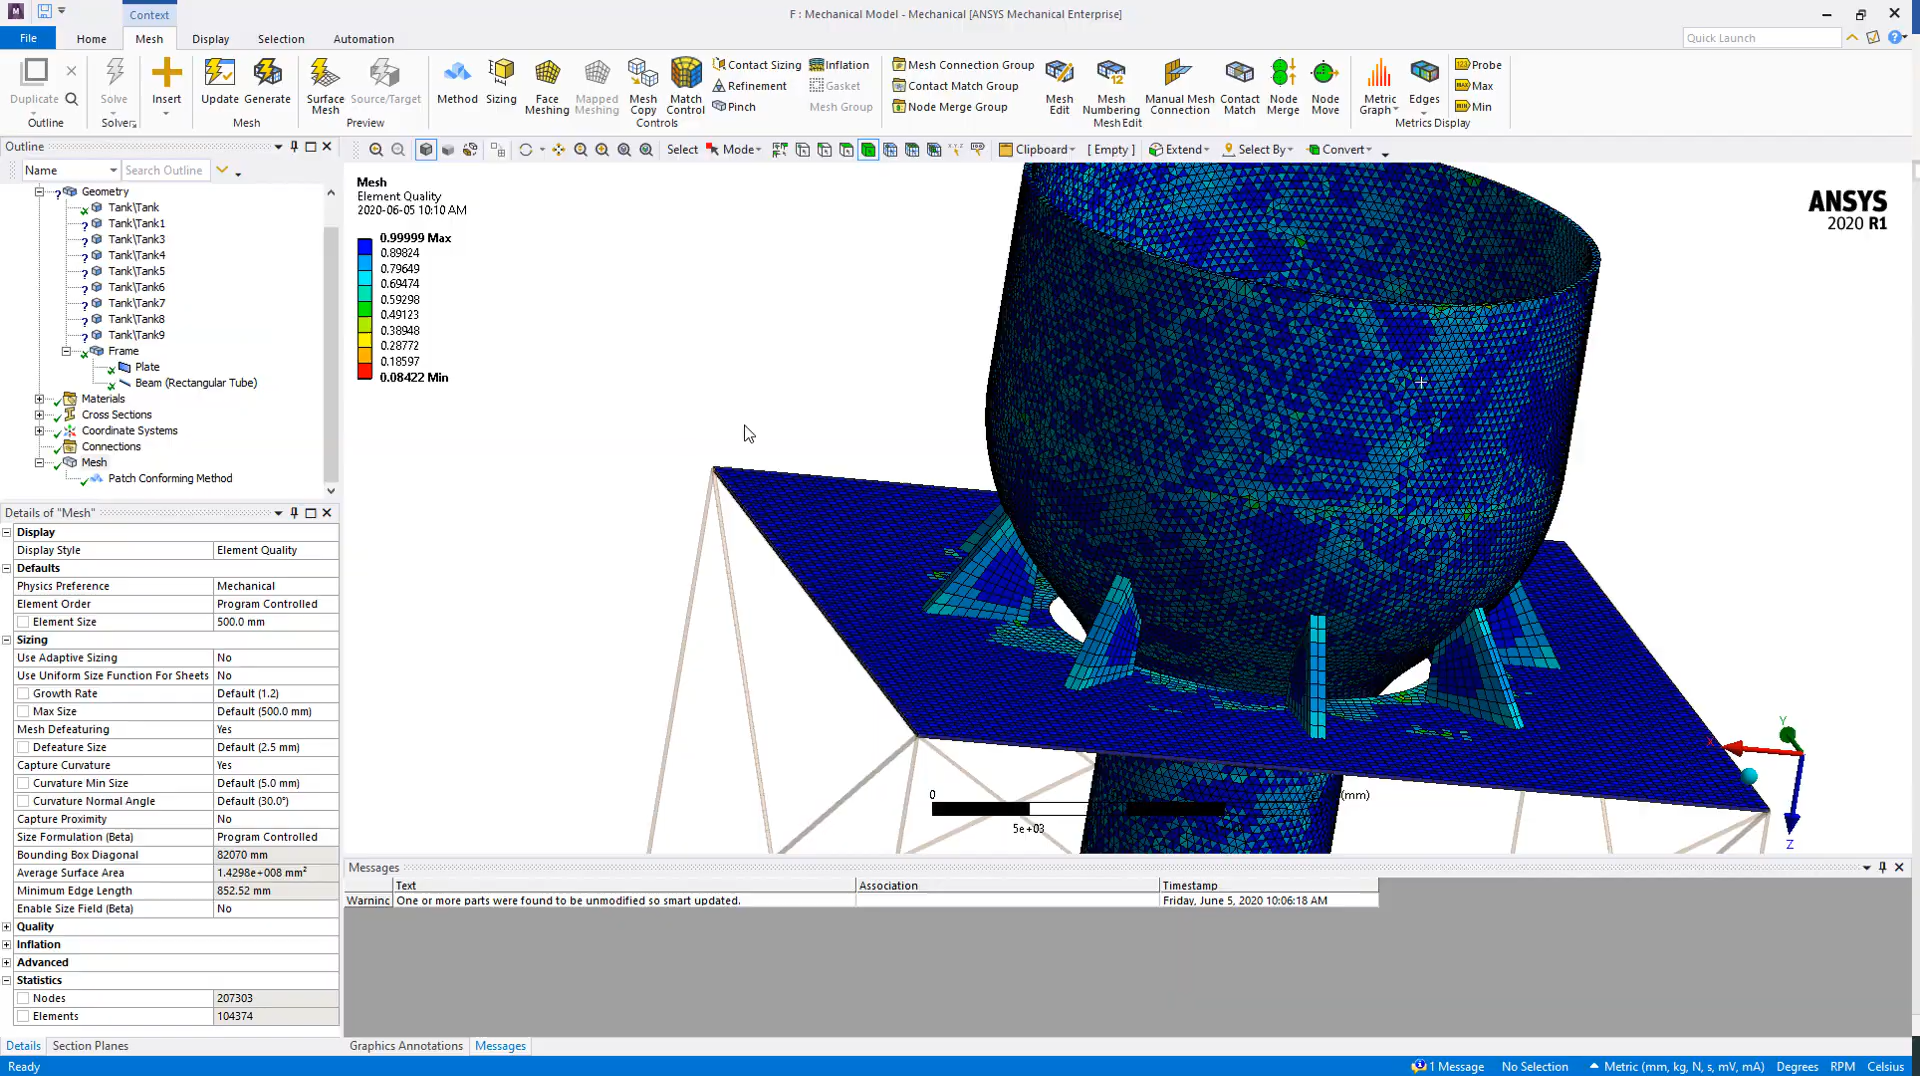 Context
F : Mechanical Model - Mechanical [ANSYS Mechanical Enterprise]
File
Home
Mesh
Display
Selection
Automation
Quick Launch
Duplicate
Outline
Solve
Solver
Insert
Update
Generate
Mesh
Surface Mesh
Source/Target
Preview
Method
Sizing
Face Meshing
Mapped Meshing
Mesh Copy
Match Control
Contact Sizing
Refinement
Pinch
Inflation
Gasket
Mesh Group
Controls
Mesh Connection Group
Contact Match Group
Node Merge Group
Mesh Edit
Mesh Numbering
Manual Mesh Connection
Contact Match
Node Merge
Node Move
Mesh Edit
Metric Graph
Edges
Probe
Max
Min
Metrics Display
Outline
Name
Search Outline
Select
Mode
Clipboard
[ Empty ]
Extend
Select By
Convert
Geometry
Tank\Tank
Tank\Tank1
Tank\Tank3
Tank\Tank4
Tank\Tank5
Tank\Tank6
Tank\Tank7
Tank\Tank8
Tank\Tank9
Frame
Plate
Beam (Rectangular Tube)
Materials
Cross Sections
Coordinate Systems
Connections
Mesh
Patch Conforming Method
Details of "Mesh"
Display
Display Style Element Quality
Defaults
Physics Preference Mechanical
Element Order Program Controlled
Element Size 500.0 mm
Sizing
Use Adaptive Sizing No
Use Uniform Size Function For Sheets No
Growth Rate Default (1.2)
Max Size Default (500.0 mm)
Mesh Defeaturing Yes
Defeature Size Default (2.5 mm)
Capture Curvature Yes
Curvature Min Size Default (5.0 mm)
Curvature Normal Angle Default (30.0°)
Capture Proximity No
Size Formulation (Beta) Program Controlled
Bounding Box Diagonal 82070 mm
Average Surface Area 1.4298e+008 mm²
Minimum Edge Length 852.52 mm
Enable Size Field (Beta) No
Quality
Inflation
Advanced
Statistics
Nodes 207303
Elements 104374
Details
Section Planes
Mesh
Element Quality
2020-06-05 10:10 AM
0.99999 Max
0.89824
0.79649
0.69474
0.59298
0.49123
0.38948
0.28772
0.18597
0.08422 Min
ANSYS
2020 R1
0
(mm)
5e+03
X
Y
Z
Messages
Text Association Timestamp
Warning One or more parts were found to be unmodified so smart updated. Friday, June 5, 2020 10:06:18 AM
Graphics Annotations
Messages
Ready
1 Message
No Selection
Metric (mm, kg, N, s, mV, mA)
Degrees
RPM
Celsius